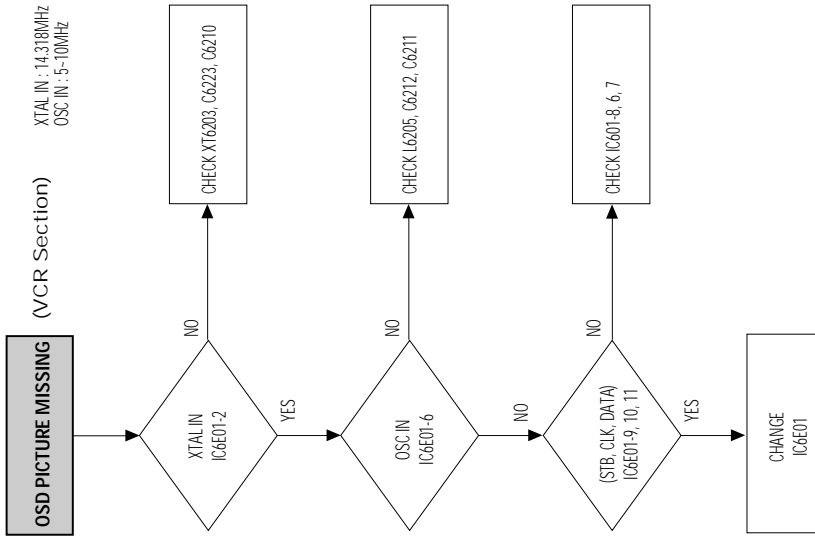 OSD PICTURE MISSING
(VCR Section)
XTAL IN : 14.318MHz
OSC IN : 5~10MHz
XTAL IN
IC6E01-2
NO
CHECK XT6203, C6223, C6210
YES
OSC IN
IC6E01-6
NO
CHECK L6205, C6212, C6211
NO
(STB, CLK, DATA)
IC6E01-9, 10, 11
NO
CHECK IC601-8, 6, 7
YES
CHANGE
IC6E01